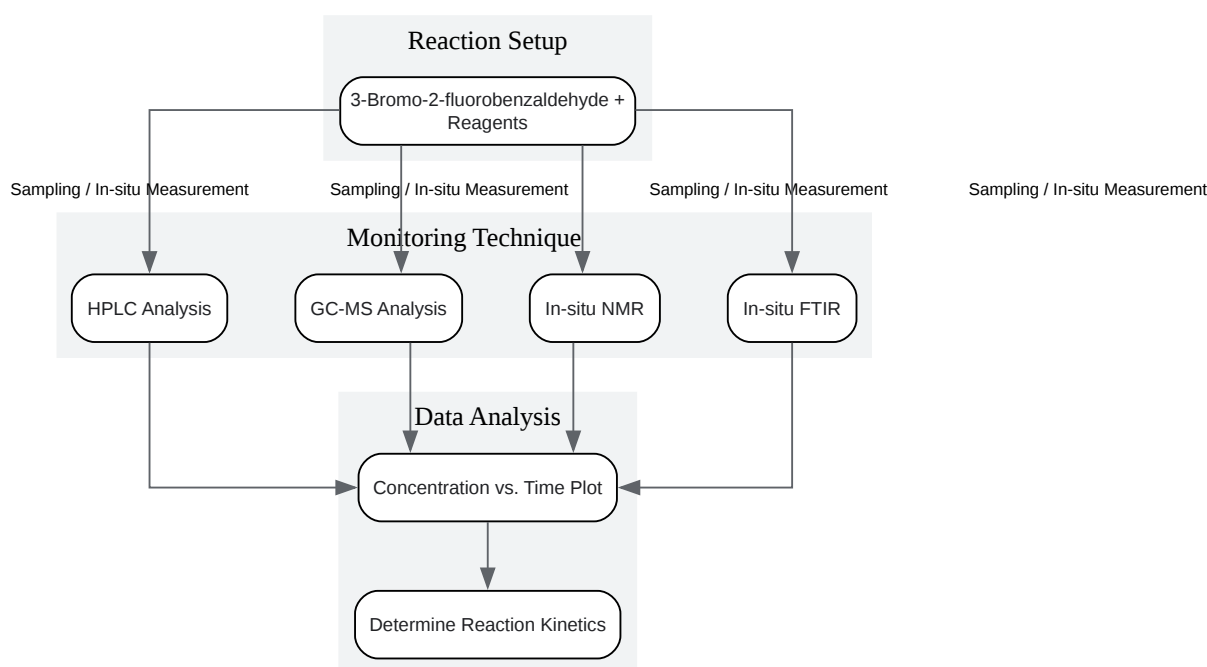 Reaction Setup
3-Bromo-2-fluorobenzaldehyde +
Reagents
Sampling / In-situ Measurement
Sampling / In-situ Measurement
Sampling / In-situ Measurement
Sampling / In-situ Measurement
Monitoring Technique
HPLC Analysis
GC-MS Analysis
In-situ NMR
In-situ FTIR
Data Analysis
Concentration vs. Time Plot
Determine Reaction Kinetics